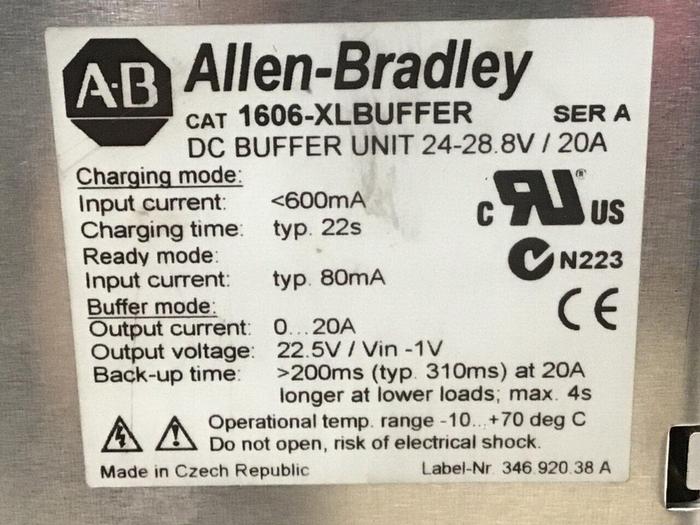 A-B Allen-Bradley
CAT 1606-XLBUFFER SER A
DC BUFFER UNIT 24-28.8V / 20A
Charging mode:
Input current: <600mA
Charging time: typ. 22s
Ready mode:
Input current: typ. 80mA
Buffer mode:
Output current: 0...20A
Output voltage: 22.5V / Vin -1V
Back-up time: >200ms (typ. 310ms) at 20A
longer at lower loads; max. 4s
C RU US
®
N223
CE
Operational temp. range -10...+70 deg C
Do not open, risk of electrical shock.
Made in Czech Republic Label-Nr. 346.920.38 A